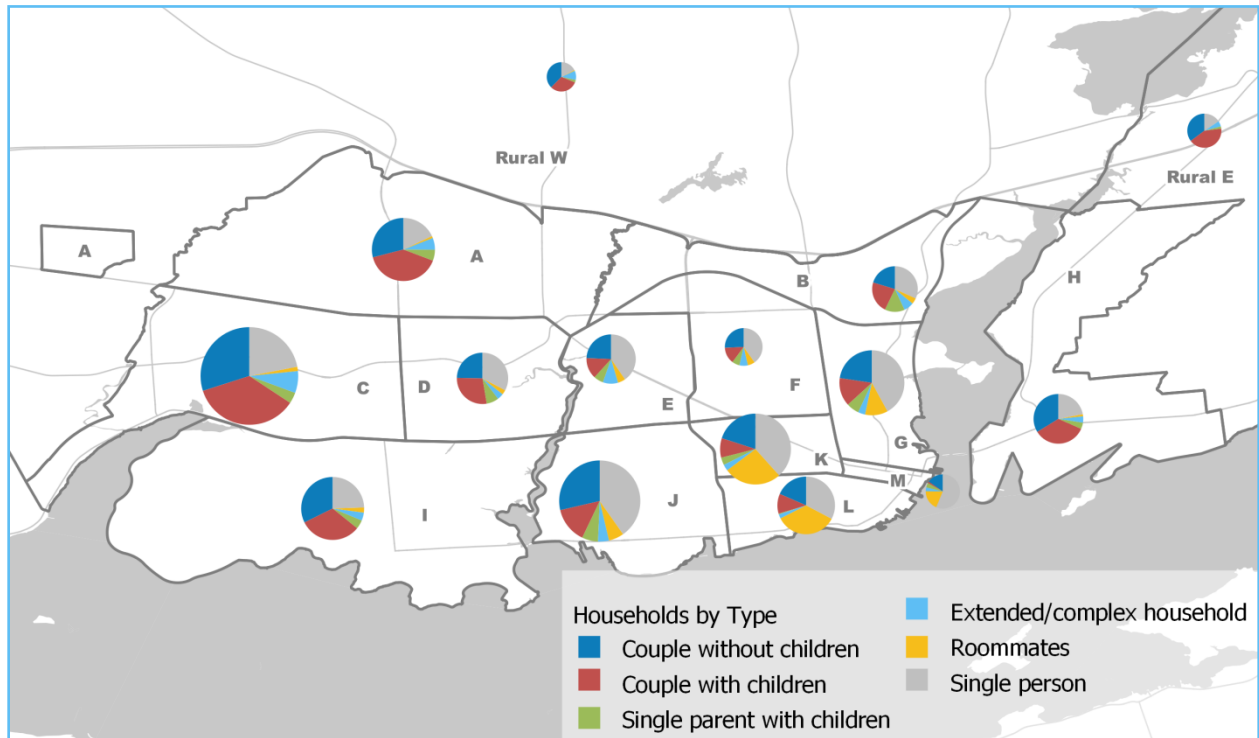 Rural W
Rural E
A
A
H
B
C
D
E
F
G
K
M
I
J
L
Households by Type
Couple without children
Couple with children
Single parent with children
Extended/complex household
Roommates
Single person